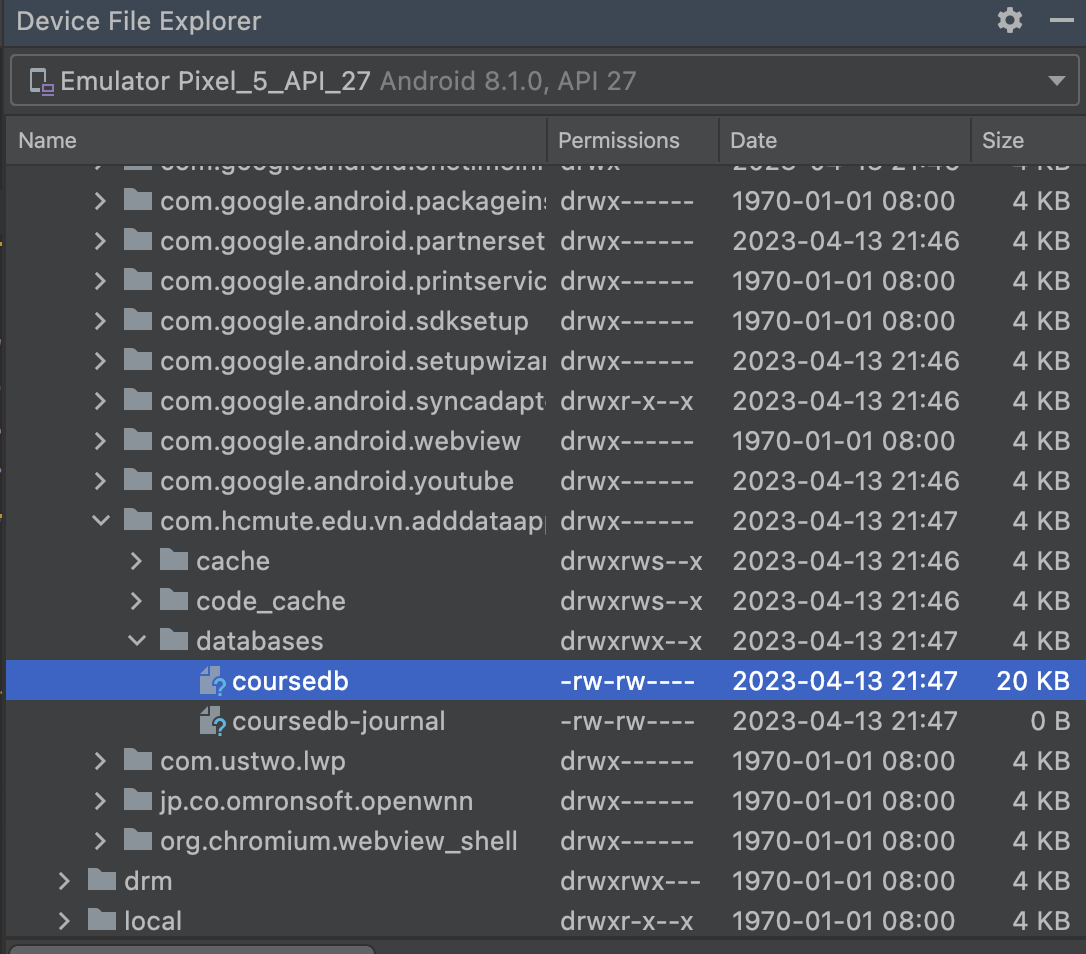 Device File Explorer
Emulator Pixel_5_API_27 Android 8.1.0, API 27
Name Permissions Date Size
com.google.android.packageins drwx------ 1970-01-01 08:00 4 KB
com.google.android.partnerset drwx------ 2023-04-13 21:46 4 KB
com.google.android.printservic drwx------ 1970-01-01 08:00 4 KB
com.google.android.sdksetup drwx------ 1970-01-01 08:00 4 KB
com.google.android.setupwizar drwx------ 2023-04-13 21:46 4 KB
com.google.android.syncadapt drwxr-x--x 2023-04-13 21:46 4 KB
com.google.android.webview drwx------ 1970-01-01 08:00 4 KB
com.google.android.youtube drwx------ 2023-04-13 21:46 4 KB
com.hcmute.edu.vn.adddataapp drwx------ 2023-04-13 21:47 4 KB
cache drwxrws--x 2023-04-13 21:46 4 KB
code_cache drwxrws--x 2023-04-13 21:46 4 KB
databases drwxrwx--x 2023-04-13 21:47 4 KB
coursedb -rw-rw---- 2023-04-13 21:47 20 KB
coursedb-journal -rw-rw---- 2023-04-13 21:47 0 B
com.ustwo.lwp drwx------ 1970-01-01 08:00 4 KB
jp.co.omronsoft.openwnn drwx------ 1970-01-01 08:00 4 KB
org.chromium.webview_shell drwx------ 1970-01-01 08:00 4 KB
drm drwxrwx--- 1970-01-01 08:00 4 KB
local drwxr-x--x 1970-01-01 08:00 4 KB